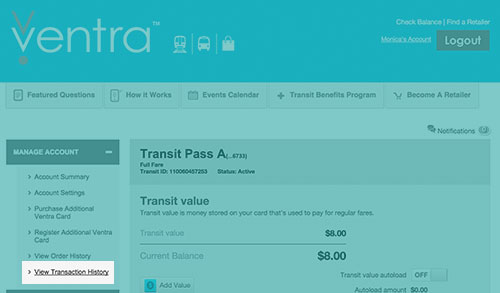 ventra™
Check Balance | Find a Retailer
Monica's Account
Logout
Featured Questions
How it Works
Events Calendar
Transit Benefits Program
Become A Retailer
Notifications
MANAGE ACCOUNT
Account Summary
Account Settings
Purchase Additional
Ventra Card
Register Additional Ventra
Card
View Order History
View Transaction History
Transit Pass A(...6733)
Full Fare
Transit ID: 110060457253 Status: Active
Transit value
Transit value is money stored on your card that's used to pay for regular fares.
Transit value $8.00
Current Balance $8.00
Transit value autoload OFF
Add Value
Autoload amount $0.00